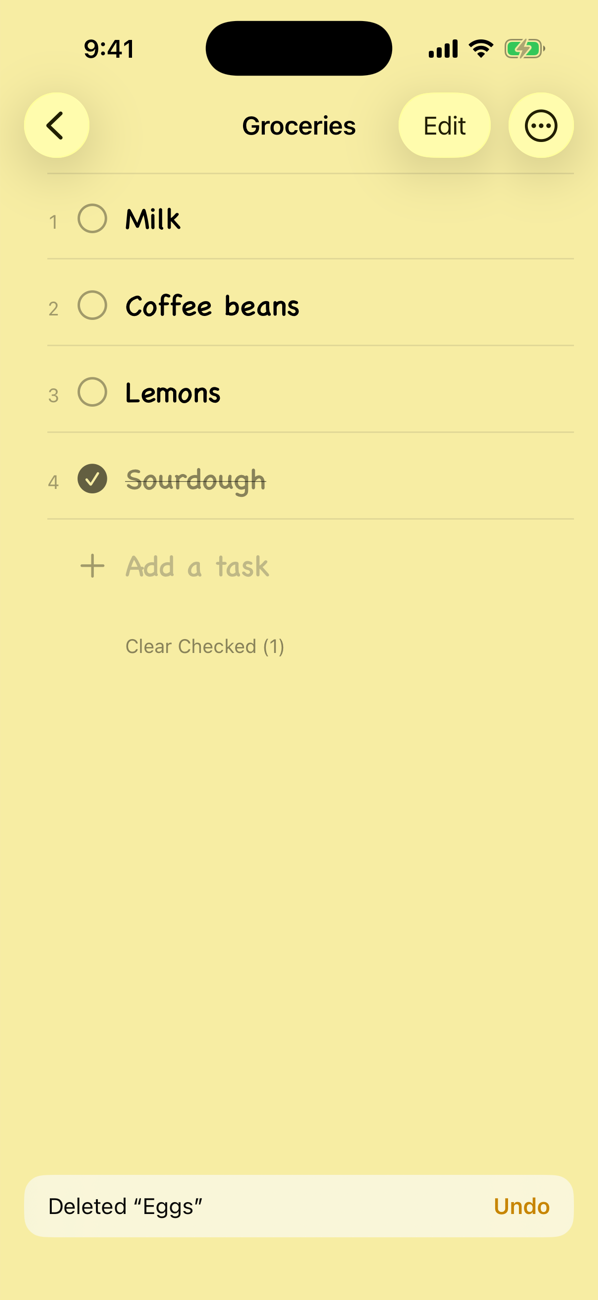 9:41
Groceries
Edit
1 Milk
2 Coffee beans
3 Lemons
4 Sourdough
Add a task
Clear Checked (1)
Deleted “Eggs”
Undo